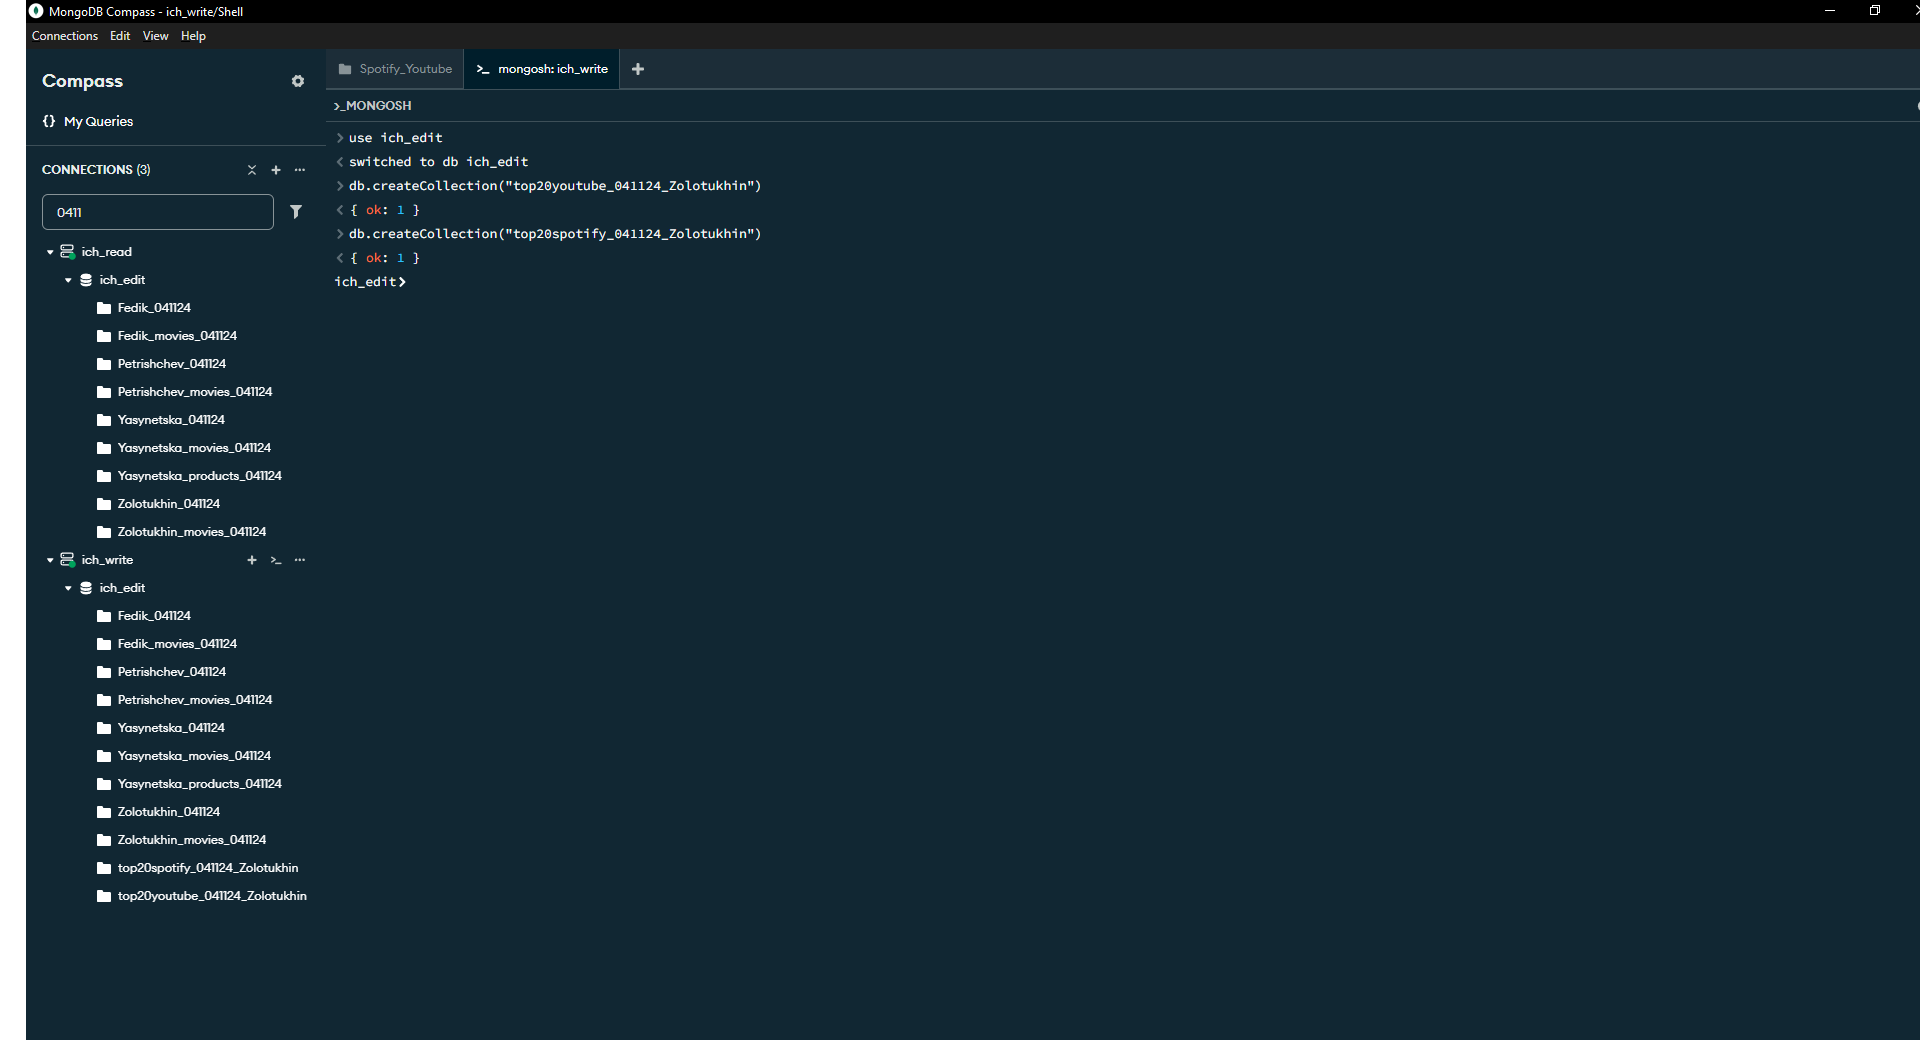 MongoDB Compass - ich_write/Shell
Connections Edit View Help
Compass
{} My Queries
CONNECTIONS (3)
0411
ich_read
ich_edit
Fedik_041124
Fedik_movies_041124
Petrishchev_041124
Petrishchev_movies_041124
Yasynetska_041124
Yasynetska_movies_041124
Yasynetska_products_041124
Zolotukhin_041124
Zolotukhin_movies_041124
ich_write
ich_edit
Fedik_041124
Fedik_movies_041124
Petrishchev_041124
Petrishchev_movies_041124
Yasynetska_041124
Yasynetska_movies_041124
Yasynetska_products_041124
Zolotukhin_041124
Zolotukhin_movies_041124
top20spotify_041124_Zolotukhin
top20youtube_041124_Zolotukhin
Spotify_Youtube >_ mongosh: ich_write +
>_MONGOSH
> use ich_edit
< switched to db ich_edit
> db.createCollection("top20youtube_041124_Zolotukhin")
< { ok: 1 }
> db.createCollection("top20spotify_041124_Zolotukhin")
< { ok: 1 }
ich_edit>